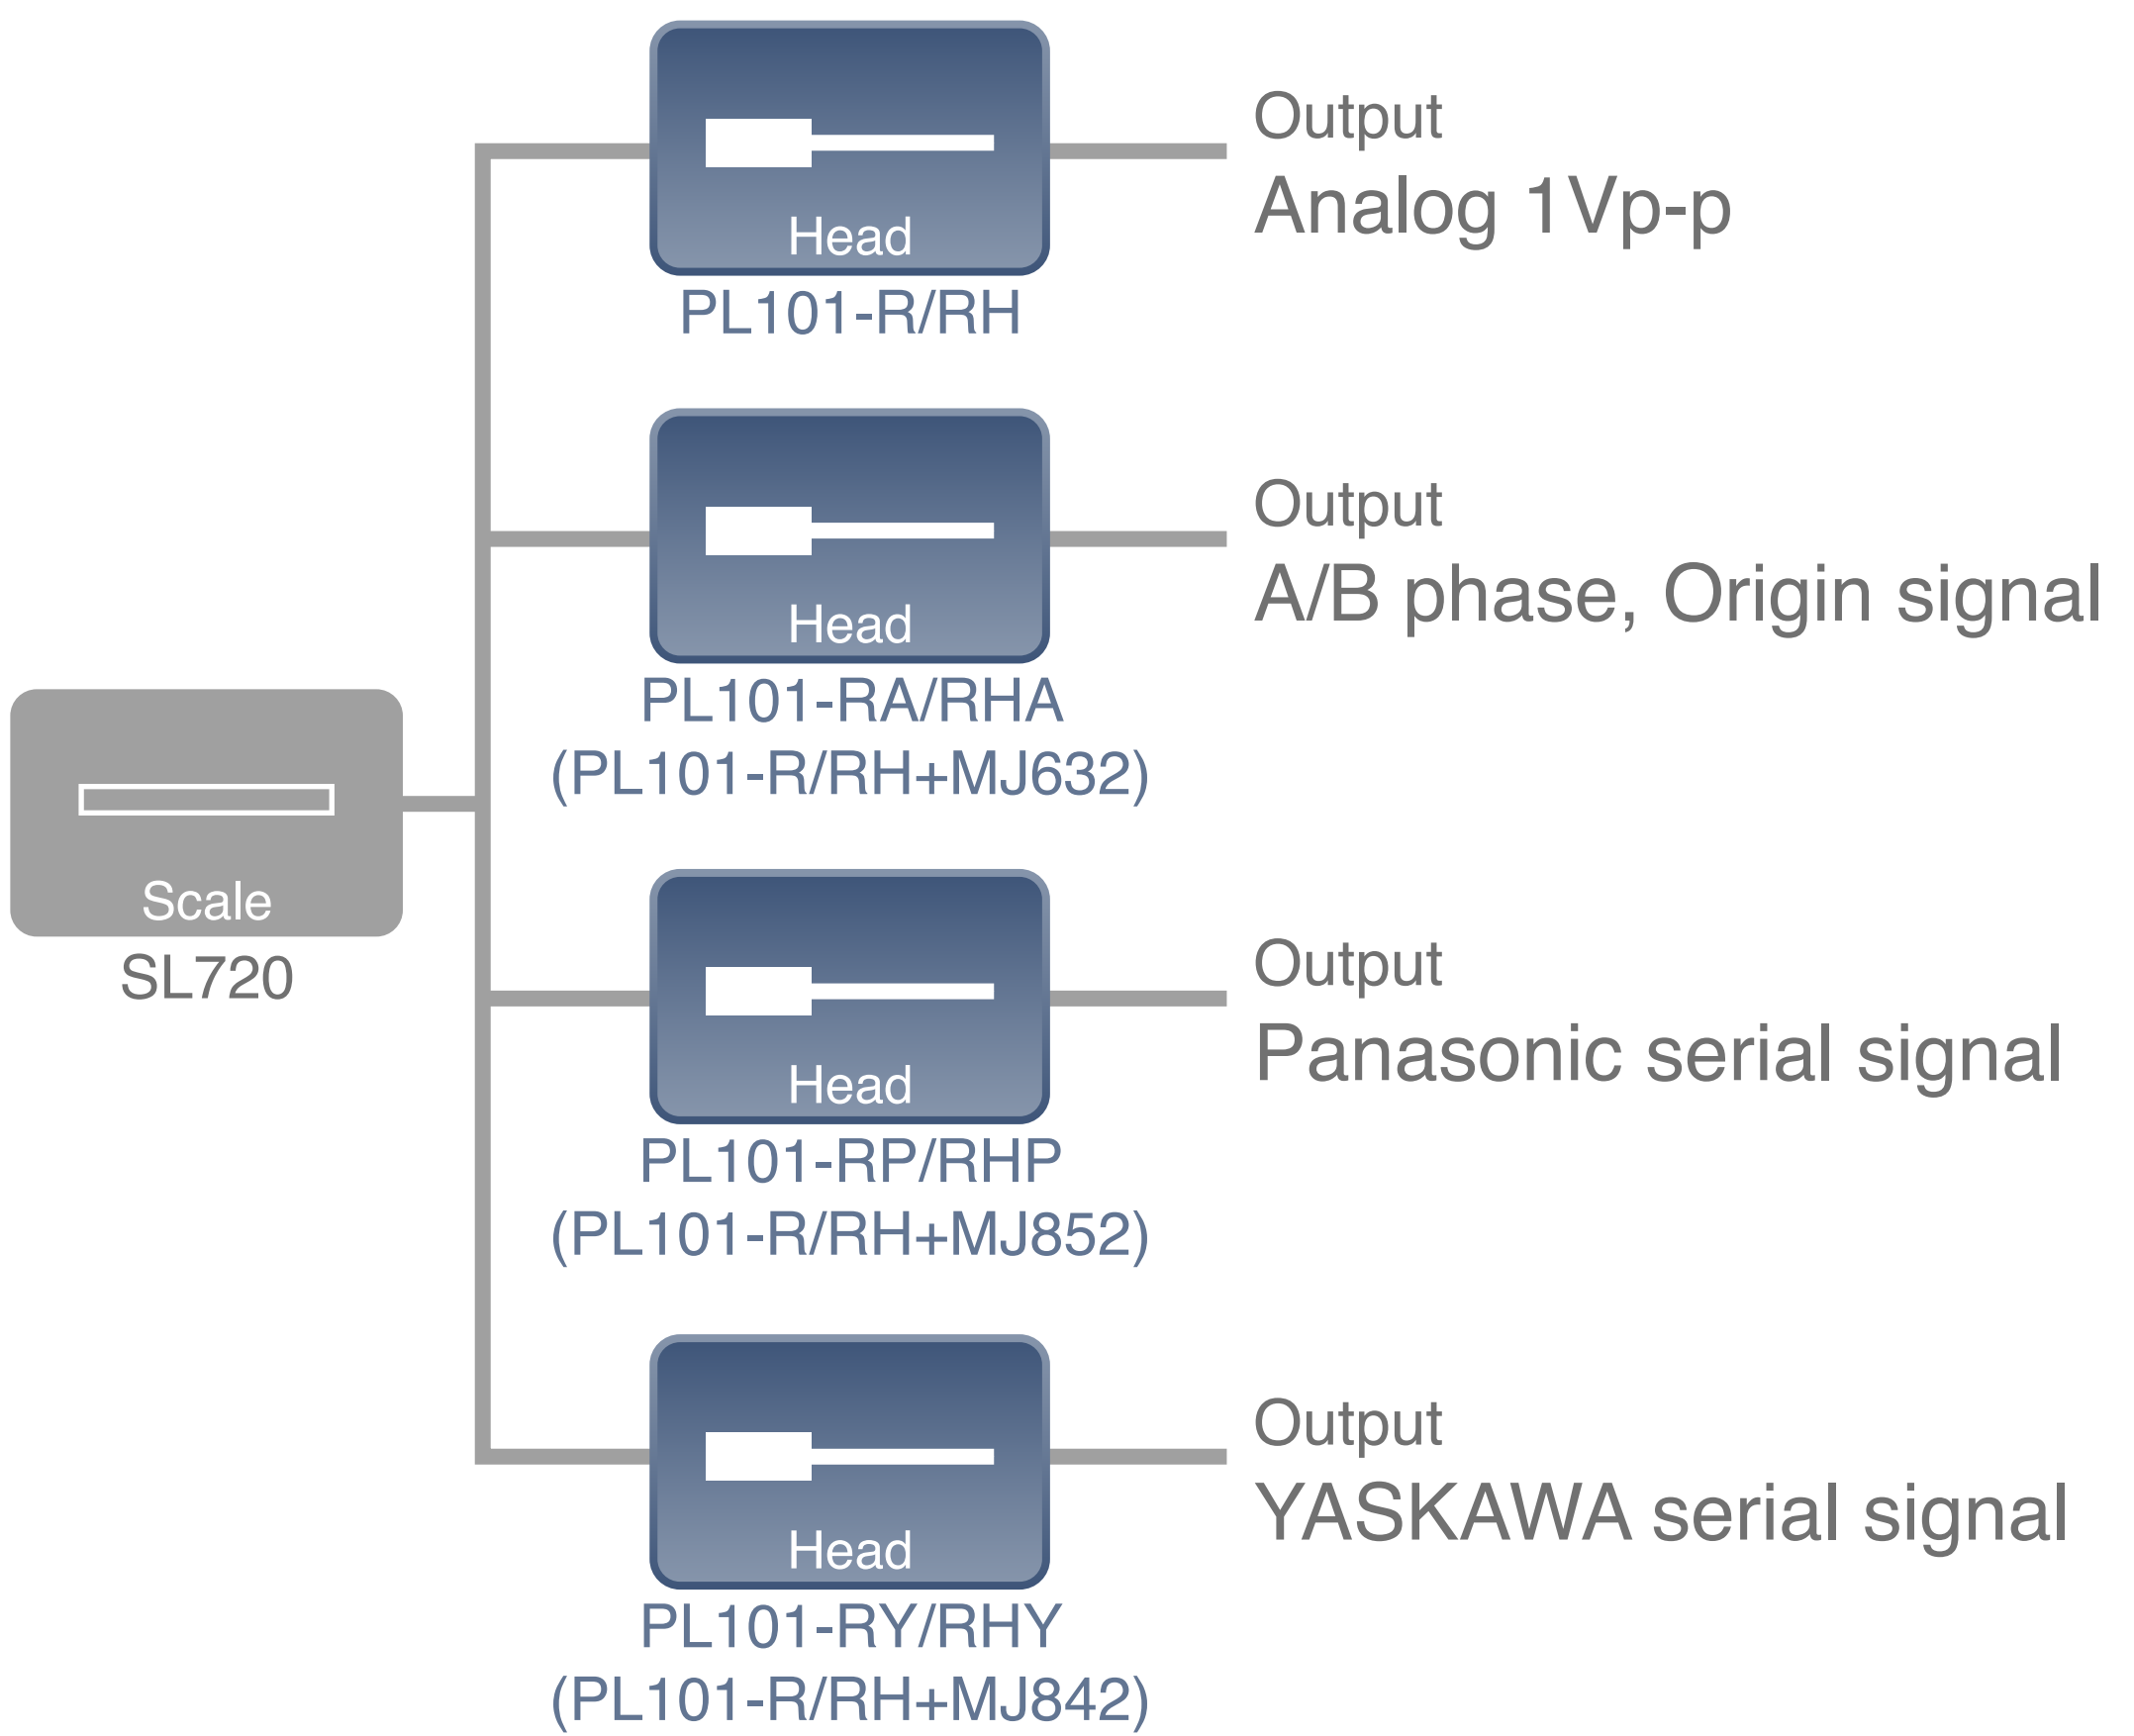 Output
Analog 1Vp-p
Head
PL101-R/RH
Output
A/B phase, Origin signal
Head
PL101-RA/RHA
(PL101-R/RH+MJ632)
Scale
SL720
Output
Panasonic serial signal
Head
PL101-RP/RHP
(PL101-R/RH+MJ852)
Output
YASKAWA serial signal
Head
PL101-RY/RHY
(PL101-R/RH+MJ842)